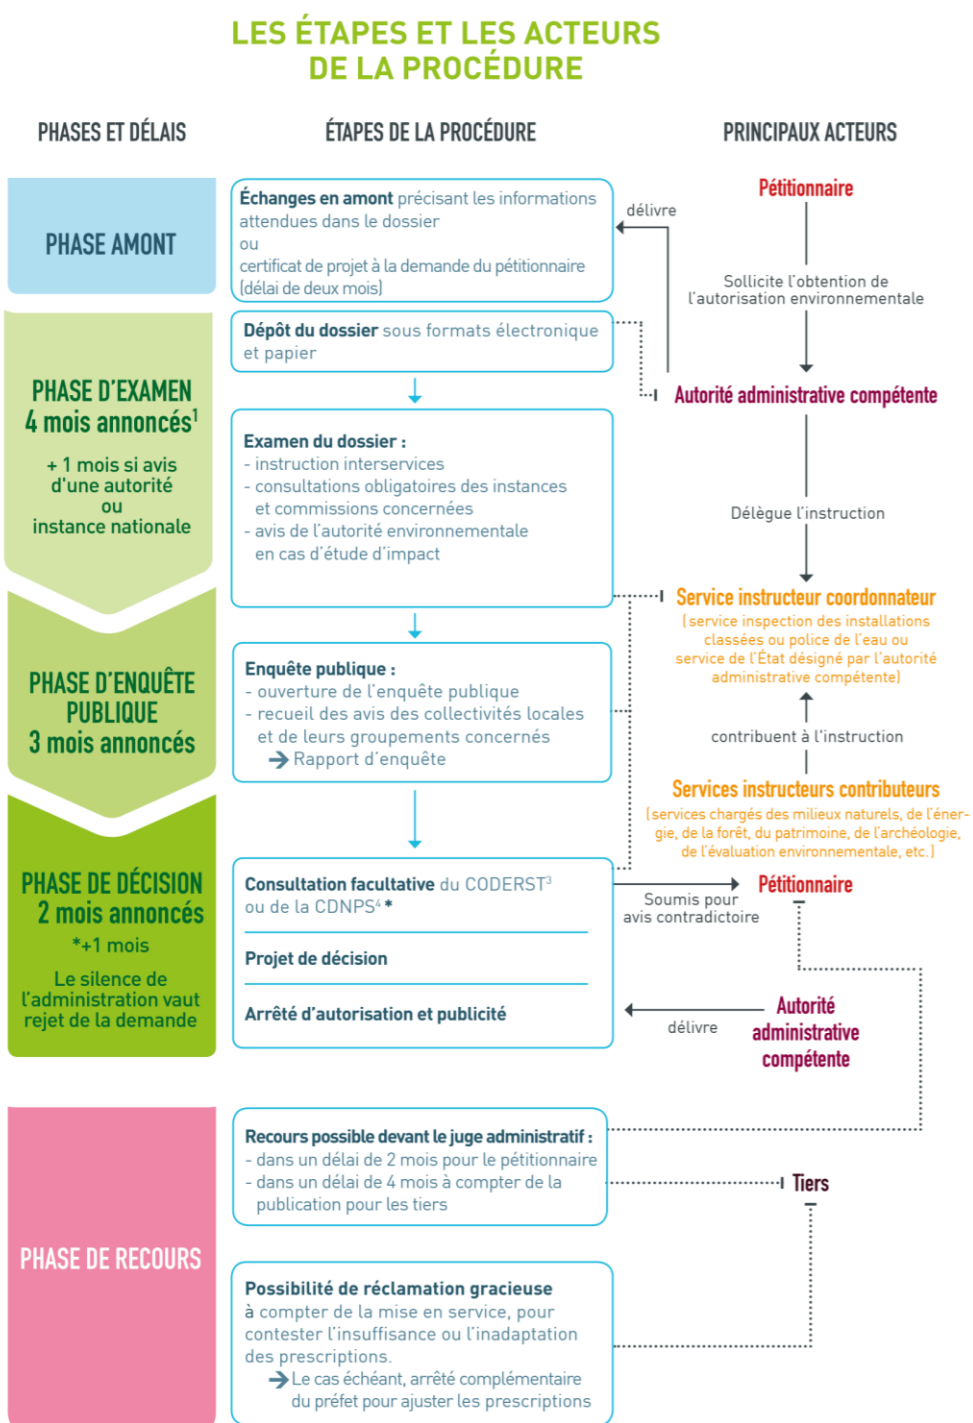 LES ÉTAPES ET LES ACTEURS
DE LA PROCÉDURE
PHASES ET DÉLAIS
ÉTAPES DE LA PROCÉDURE
PRINCIPAUX ACTEURS
PHASE AMONT
Échanges en amont précisant les informations
attendues dans le dossier
ou
certificat de projet à la demande du pétitionnaire
(délai de deux mois)
délivre
Pétitionnaire
Sollicite l'obtention de
l'autorisation environnementale
PHASE D'EXAMEN
4 mois annoncés¹
+ 1 mois si avis
d'une autorité
ou
instance nationale
Dépôt du dossier sous formats électronique
et papier
Autorité administrative compétente
Examen du dossier :
- instruction interservices
- consultations obligatoires des instances
et commissions concernées
- avis de l'autorité environnementale
en cas d'étude d'impact
Délègue l'instruction
Service instructeur coordonnateur
(service inspection des installations
classées ou police de l'eau ou
service de l'État désigné par l'autorité
administrative compétente)
PHASE D'ENQUÊTE
PUBLIQUE
3 mois annoncés
Enquête publique :
- ouverture de l'enquête publique
- recueil des avis des collectivités locales
et de leurs groupements concernés
➔ Rapport d'enquête
contribuent à l'instruction
Services instructeurs contributeurs
(services chargés des milieux naturels, de l'éner-
gie, de la forêt, du patrimoine, de l'archéologie,
de l'évaluation environnementale, etc.)
PHASE DE DÉCISION
2 mois annoncés
*+1 mois
Le silence de
l'administration vaut
rejet de la demande
Consultation facultative du CODERST³
ou de la CDNPS⁴ *
Projet de décision
Arrêté d'autorisation et publicité
Soumis pour
avis contradictoire
Pétitionnaire
délivre
Autorité
administrative
compétente
PHASE DE RECOURS
Recours possible devant le juge administratif :
- dans un délai de 2 mois pour le pétitionnaire
- dans un délai de 4 mois à compter de la
publication pour les tiers
Tiers
Possibilité de réclamation gracieuse
à compter de la mise en service, pour
contester l'insuffisance ou l'inadaptation
des prescriptions.
➔ Le cas échéant, arrêté complémentaire
du préfet pour ajuster les prescriptions